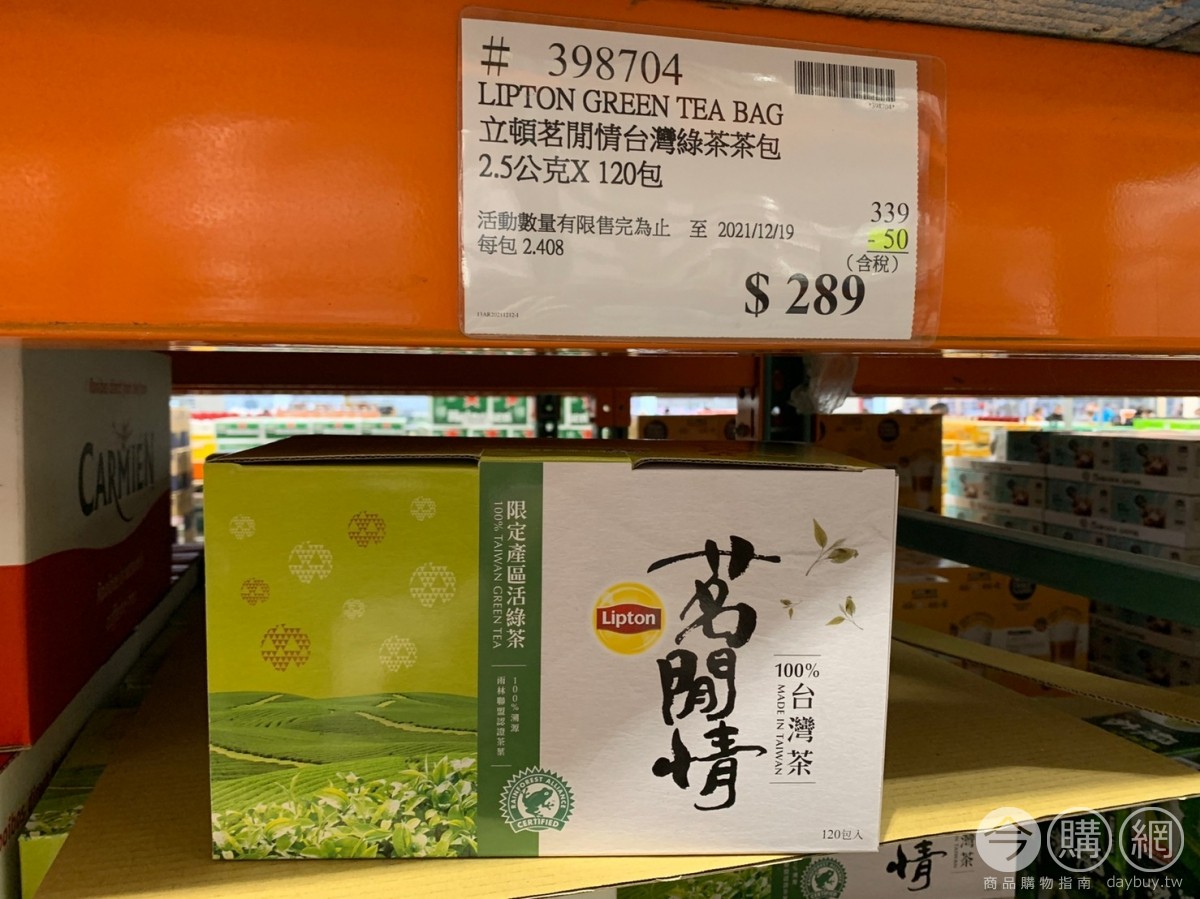 # 398704
LIPTON GREEN TEA BAG
立頓茗閒情台灣綠茶茶包
2.5公克X 120包
活動數量有限售完為止 至 2021/12/19
每包 2.408
339
- 50
(含稅)
$ 289
CARMIEN
限定產區活綠茶
100% TAIWAN GREEN TEA
100%溯源
雨林聯盟認證茶葉
RAINFOREST ALLIANCE
CERTIFIED
Lipton
茗閒情
100%
台灣茶
MADE IN TAIWAN
120包入
情
灣茶
今購網
商品購物指南 daybuy.tw